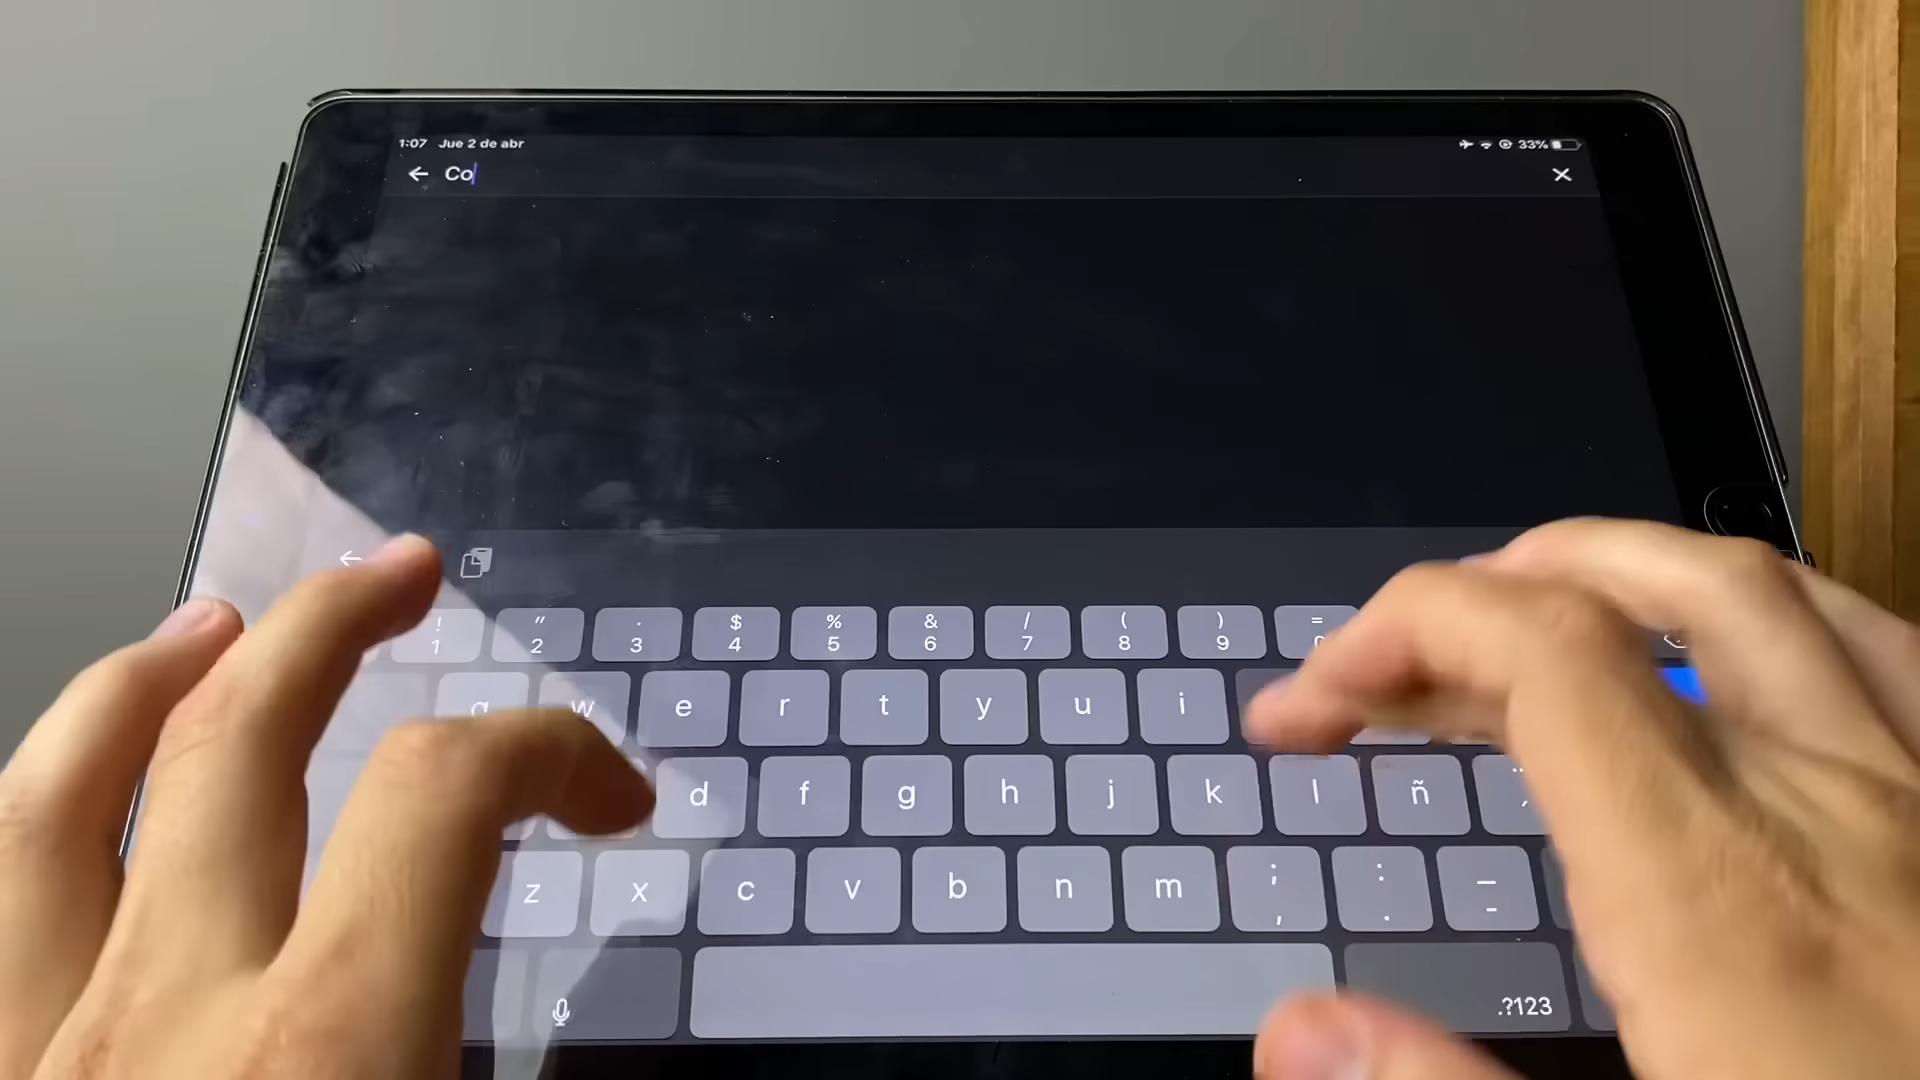 1:07 Jue 2 de abr 33%
Co
! " · $ % & / ( ) =
1 2 3 4 5 6 7 8 9
q w e r t y u i
d f g h j k l ñ ¨
´
z x c v b n m ; : _
, . -
.?123